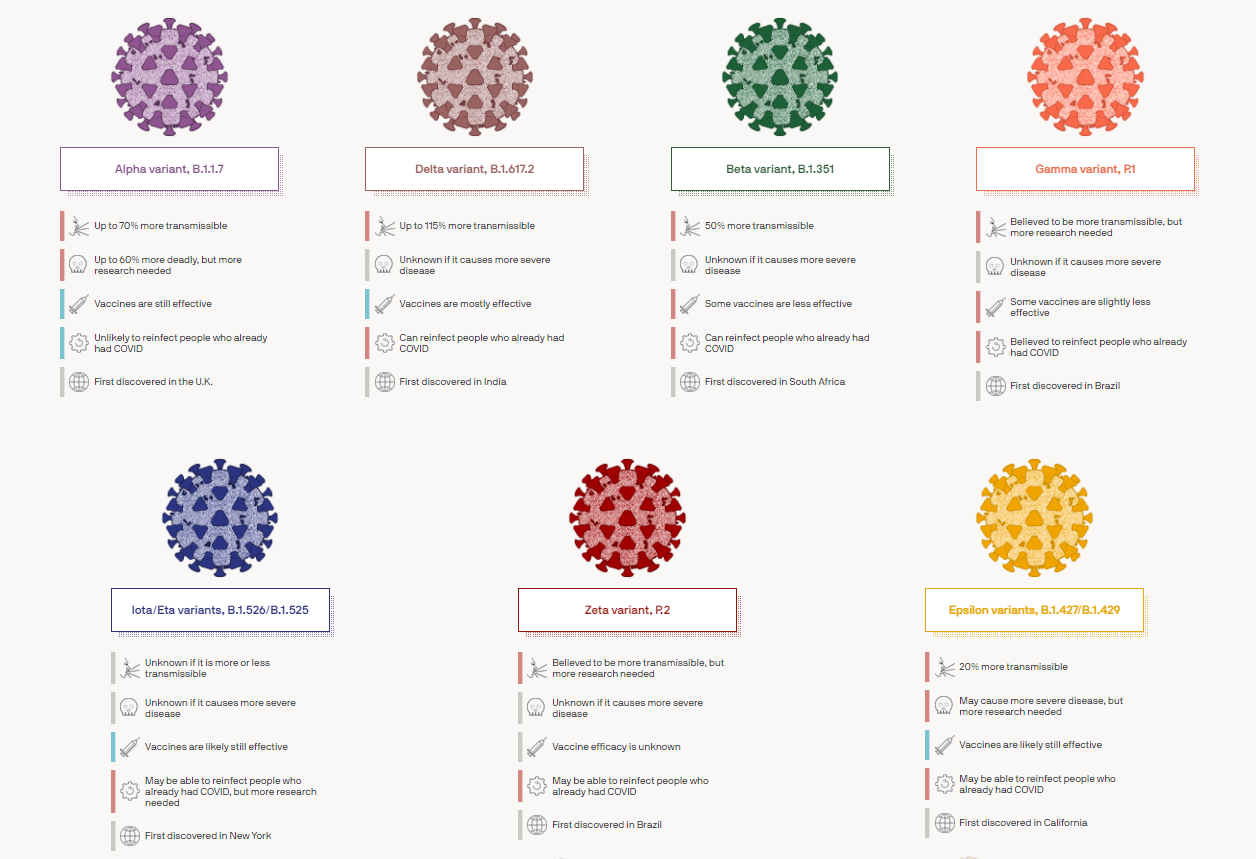 Alpha variant, B.1.1.7
Up to 70% more transmissible
Up to 60% more deadly, but more
research needed
Vaccines are still effective
Unlikely to reinfect people who already
had COVID
First discovered in the U.K.
Delta variant, B.1.617.2
Up to 115% more transmissible
Unknown if it causes more severe
disease
Vaccines are mostly effective
Can reinfect people who already had
COVID
First discovered in India
Beta variant, B.1.351
50% more transmissible
Unknown if it causes more severe
disease
Some vaccines are less effective
Can reinfect people who already had
COVID
First discovered in South Africa
Gamma variant, P.1
Believed to be more transmissible, but
more research needed
Unknown if it causes more severe
disease
Some vaccines are slightly less
effective
Believed to reinfect people who already
had COVID
First discovered in Brazil
Iota/Eta variants, B.1.526/B.1.525
Unknown if it is more or less
transmissible
Unknown if it causes more severe
disease
Vaccines are likely still effective
May be able to reinfect people who
already had COVID, but more research
needed
First discovered in New York
Zeta variant, P.2
Believed to be more transmissible, but
more research needed
Unknown if it causes more severe
disease
Vaccine efficacy is unknown
May be able to reinfect people who
already had COVID
First discovered in Brazil
Epsilon variants, B.1.427/B.1.429
20% more transmissible
May cause more severe disease, but
more research needed
Vaccines are likely still effective
May be able to reinfect people who
already had COVID
First discovered in California